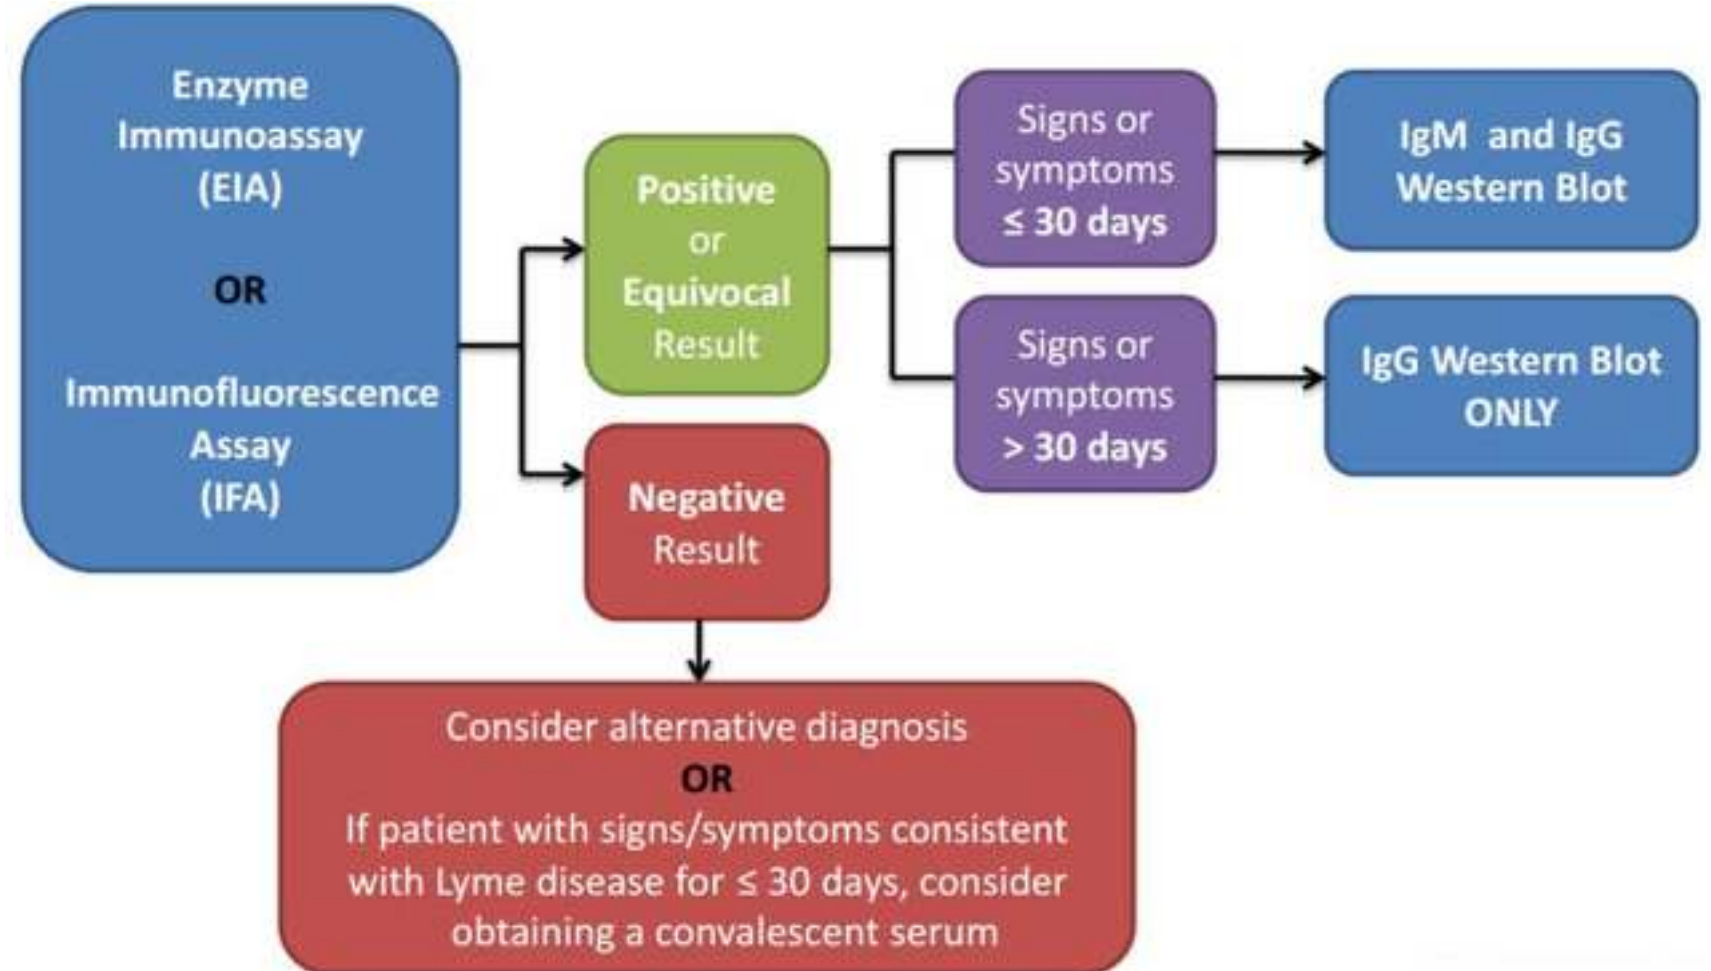 Enzyme
Immunoassay
(EIA)
OR
Immunofluorescence
Assay
(IFA)
Positive
or
Equivocal
Result
Negative
Result
Signs or
symptoms
≤ 30 days
IgM and IgG
Western Blot
Signs or
symptoms
> 30 days
IgG Western Blot
ONLY
Consider alternative diagnosis
OR
If patient with signs/symptoms consistent
with Lyme disease for ≤ 30 days, consider
obtaining a convalescent serum